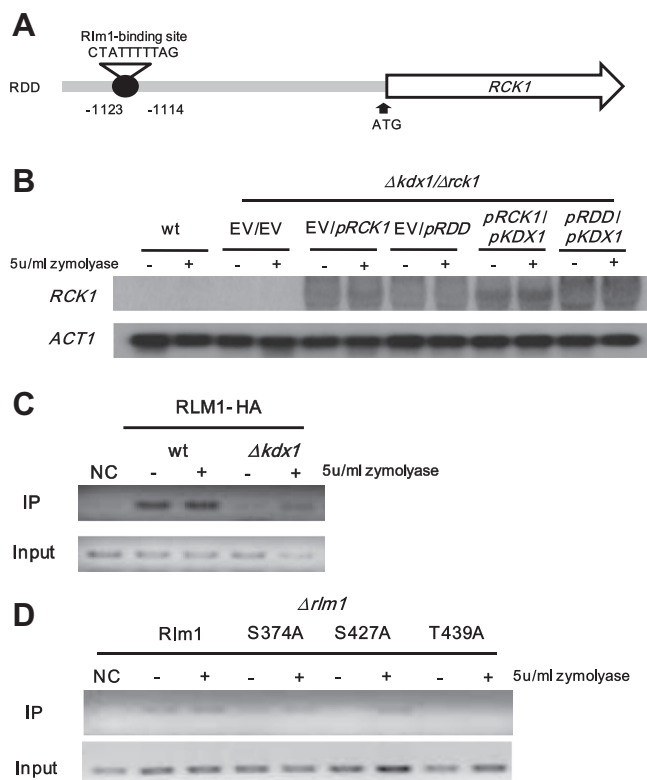 A
Rlm1-binding site
CTATTTTTAG
RDD
RCK1
-1123
-1114
ATG
B
Δkdx1/Δrck1
wt
EV/EV
EV/pRCK1
EV/pRDD
pRCK1/
pKDX1
pRDD/
pKDX1
5u/ml zymolyase
- + - + - + - + - + - +
RCK1
ACT1
C
RLM1-HA
wt
Δkdx1
NC - + - + 5u/ml zymolyase
IP
Input
D
Δrlm1
Rlm1 S374A S427A T439A
NC - + - + - + - + 5u/ml zymolyase
IP
Input